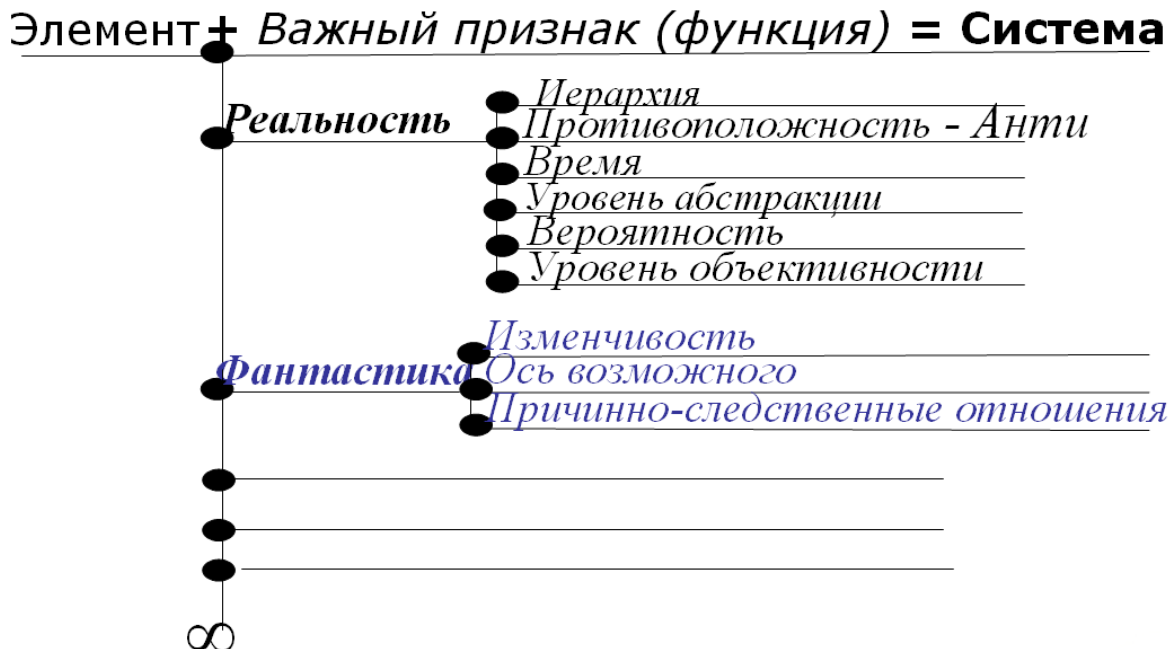 Элемент + Важный признак (функция) = Система
Иерархия
Реальность
Противоположность - Анти
Время
Уровень абстракции
Вероятность
Уровень объективности
Изменчивость
Фантастика
Ось возможного
Причинно-следственные отношения
∞